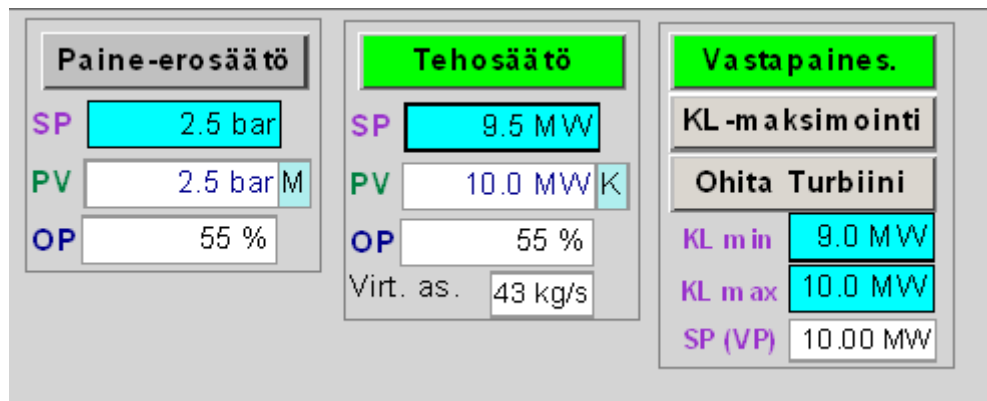 Paine-erosäätö
SP 2.5 bar
PV 2.5 bar M
OP 55 %
Tehosäätö
SP 9.5 MW
PV 10.0 MW K
OP 55 %
Virt. as. 43 kg/s
Vastapaines.
KL-maksimointi
Ohita Turbiini
KL min 9.0 MW
KL max 10.0 MW
SP (VP) 10.00 MW